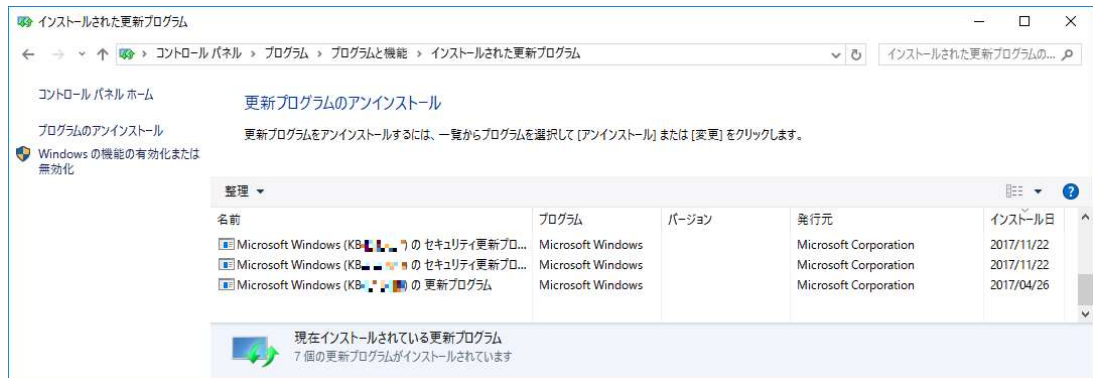 インストールされた更新プログラム
コントロール パネル › プログラム › プログラムと機能 › インストールされた更新プログラム
インストールされた更新プログラムの...
コントロール パネル ホーム
プログラムのアンインストール
Windows の機能の有効化または
無効化
更新プログラムのアンインストール
更新プログラムをアンインストールするには、一覧からプログラムを選択して [アンインストール] または [変更] をクリックします。
整理
名前 プログラム バージョン 発行元 インストール日
Microsoft Windows (KB ) の セキュリティ更新プロ... Microsoft Windows Microsoft Corporation 2017/11/22
Microsoft Windows (KB ) の セキュリティ更新プロ... Microsoft Windows Microsoft Corporation 2017/11/22
Microsoft Windows (KB ) の 更新プログラム Microsoft Windows Microsoft Corporation 2017/04/26
現在インストールされている更新プログラム
7 個の更新プログラムがインストールされています